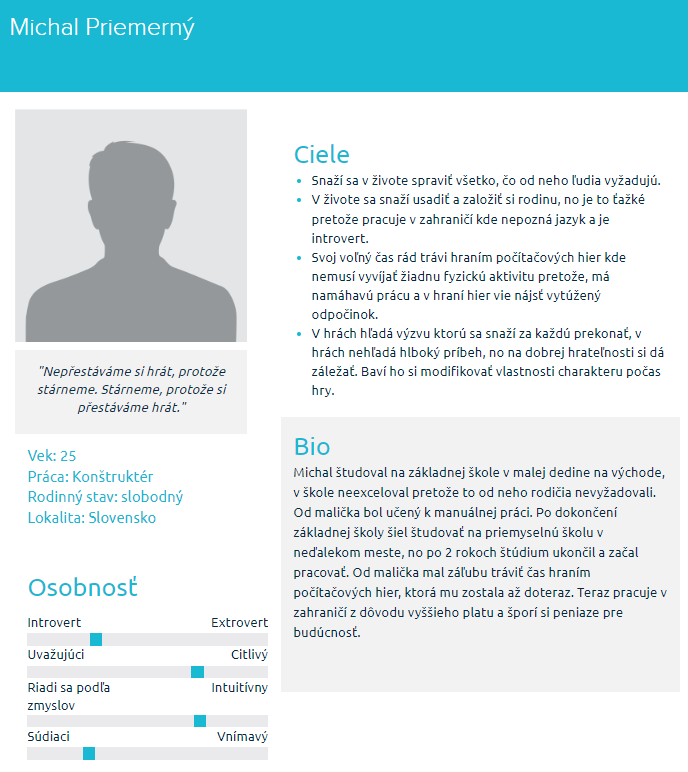 Michal Priemerný
"Nepřestáváme si hrát, protože
stárneme. Stárneme, protože si
přestáváme hrát."
Vek: 25
Práca: Konštruktér
Rodinný stav: slobodný
Lokalita: Slovensko
Osobnosť
Introvert Extrovert
Uvažujúci Citlivý
Riadi sa podľa Intuitívny
zmyslov
Súdiaci Vnímavý
Ciele
• Snaží sa v živote spraviť všetko, čo od neho ľudia vyžadujú.
• V živote sa snaží usadiť a založiť si rodinu, no je to ťažké
pretože pracuje v zahraničí kde nepozná jazyk a je
introvert.
• Svoj voľný čas rád trávi hraním počítačových hier kde
nemusí vyvíjať žiadnu fyzickú aktivitu pretože, má
namáhavú prácu a v hraní hier vie nájsť vytúžený
odpočinok.
• V hrách hľadá výzvu ktorú sa snaží za každú prekonať, v
hrách nehľadá hlboký príbeh, no na dobrej hrateľnosti si dá
záležať. Baví ho si modifikovať vlastnosti charakteru počas
hry.
Bio
Michal študoval na základnej škole v malej dedine na východe,
v škole neexceloval pretože to od neho rodičia nevyžadovali.
Od malička bol učený k manuálnej práci. Po dokončení
základnej školy šiel študovať na priemyselnú školu v
neďalekom meste, no po 2 rokoch štúdium ukončil a začal
pracovať. Od malička mal záľubu tráviť čas hraním
počítačových hier, ktorá mu zostala až doteraz. Teraz pracuje v
zahraničí z dôvodu vyššieho platu a šporí si peniaze pre
budúcnosť.